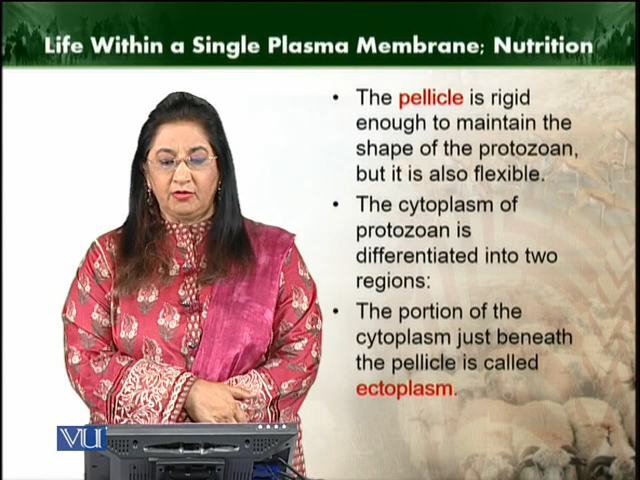 Life Within a Single Plasma Membrane; Nutrition
• The pellicle is rigid
enough to maintain the
shape of the protozoan,
but it is also flexible.
• The cytoplasm of
protozoan is
differentiated into two
regions:
• The portion of the
cytoplasm just beneath
the pellicle is called
ectoplasm.
VU